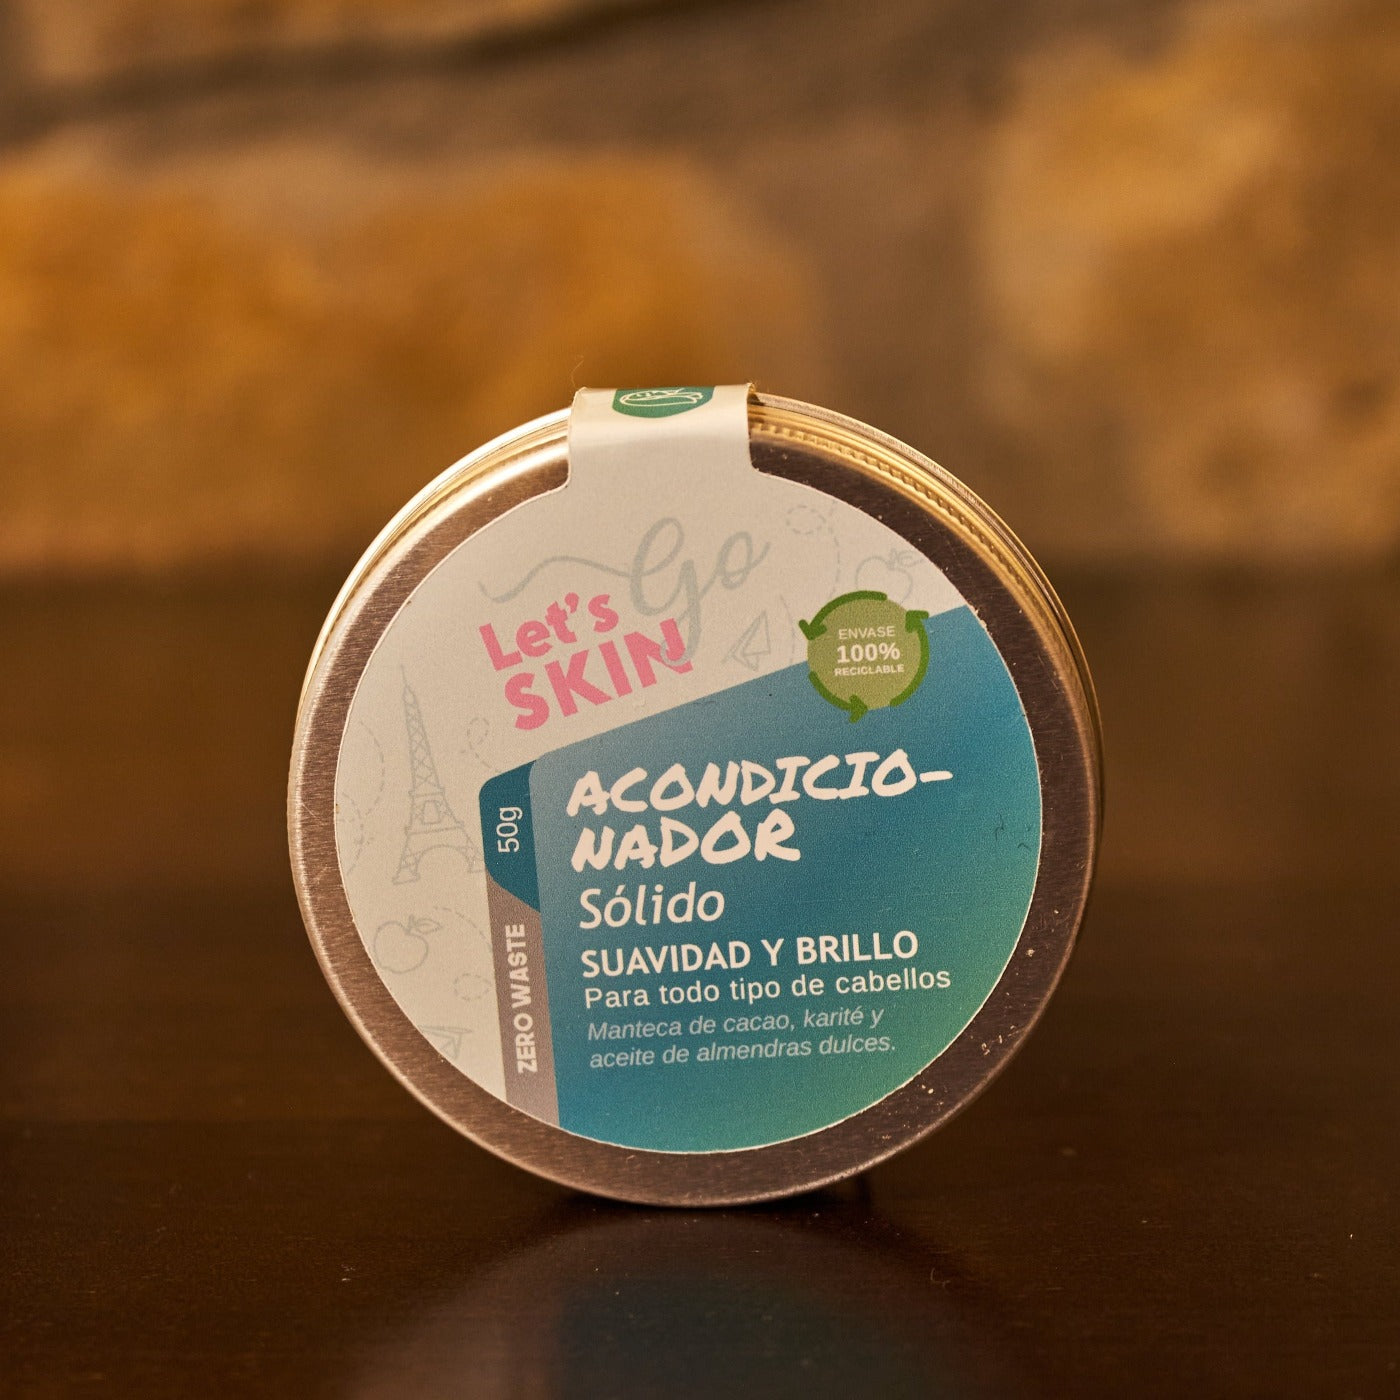 Go
Let's
SKIN
ENVASE
100%
RECICLABLE
ACONDICIO-
NADOR
Sólido
50g
ZERO WASTE
SUAVIDAD Y BRILLO
Para todo tipo de cabellos
Manteca de cacao, karité y
aceite de almendras dulces.